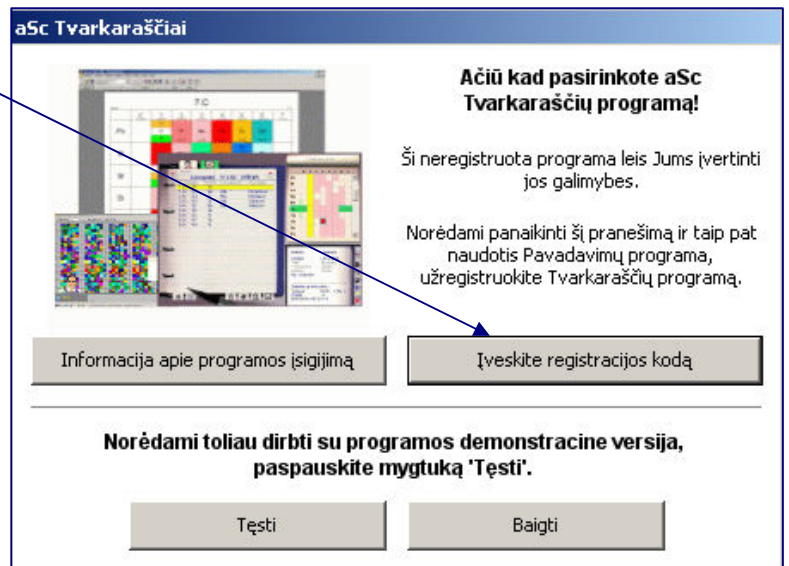 aSc Tvarkaraščiai
Ačiū kad pasirinkote aSc
Tvarkaraščių programą!
Ši neregistruota programa leis Jums įvertinti
jos galimybes.
Norėdami panaikinti šį pranešimą ir taip pat
naudotis Pavadavimų programa,
užregistruokite Tvarkaraščių programą.
Informacija apie programos įsigijimą
Įveskite registracijos kodą
Norėdami toliau dirbti su programos demonstracine versija,
paspauskite mygtuką 'Tęsti'.
Tęsti
Baigti